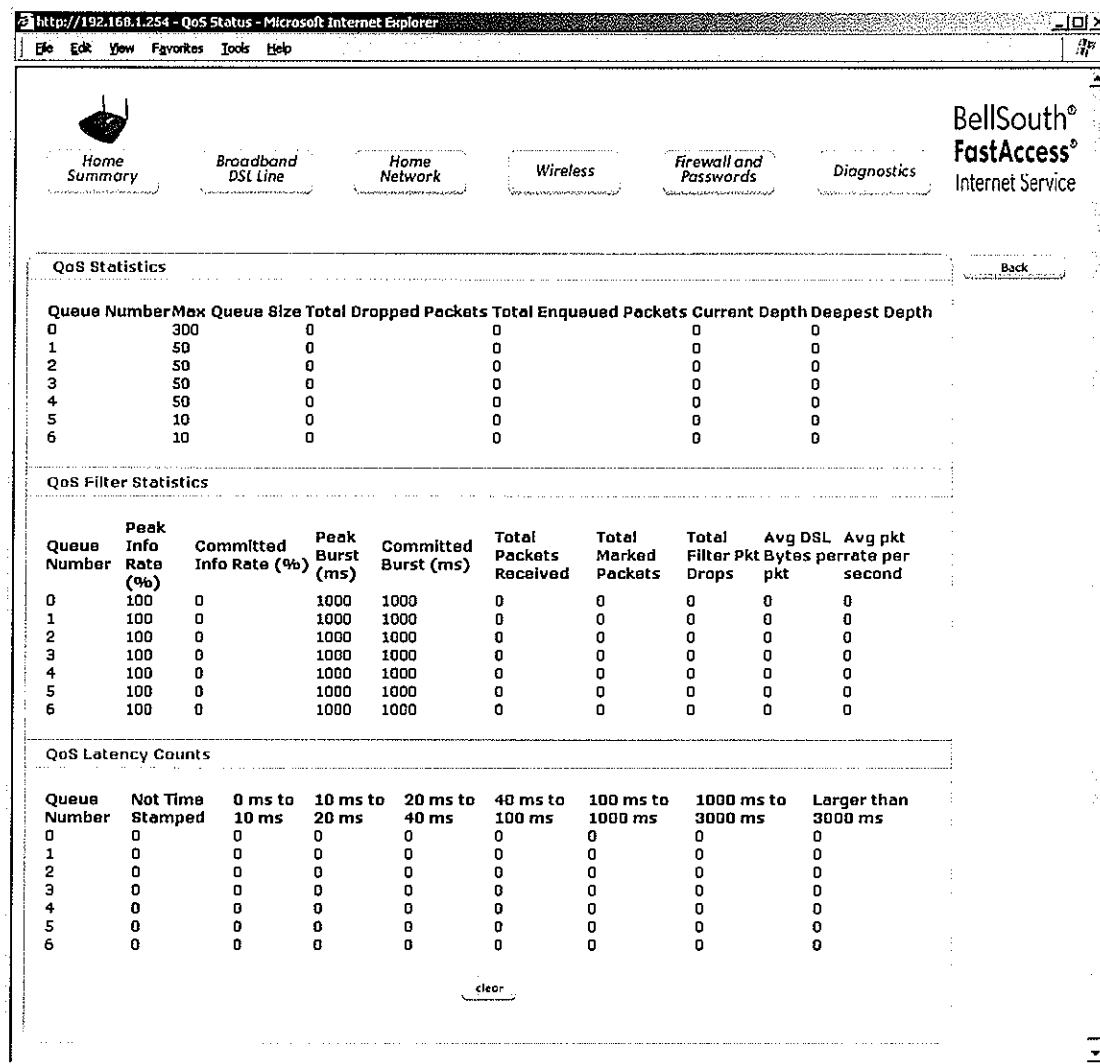 http://192.168.1.254 - QoS Status - Microsoft Internet Explorer
File Edit View Favorites Tools Help
BellSouth®
FastAccess®
Internet Service
Home Summary
Broadband DSL Line
Home Network
Wireless
Firewall and Passwords
Diagnostics
QoS Statistics
Back
Queue Number Max Queue Size Total Dropped Packets Total Enqueued Packets Current Depth Deepest Depth
0 300 0 0 0 0
1 50 0 0 0 0
2 50 0 0 0 0
3 50 0 0 0 0
4 50 0 0 0 0
5 10 0 0 0 0
6 10 0 0 0 0
QoS Filter Statistics
Queue Number Peak Info Rate (%) Committed Info Rate (%) Peak Burst (ms) Committed Burst (ms) Total Packets Received Total Marked Packets Total Filter Pkt Drops Avg DSL Bytes per pkt Avg pkt rate per second
0 100 0 1000 1000 0 0 0 0 0
1 100 0 1000 1000 0 0 0 0 0
2 100 0 1000 1000 0 0 0 0 0
3 100 0 1000 1000 0 0 0 0 0
4 100 0 1000 1000 0 0 0 0 0
5 100 0 1000 1000 0 0 0 0 0
6 100 0 1000 1000 0 0 0 0 0
QoS Latency Counts
Queue Number Not Time Stamped 0 ms to 10 ms 10 ms to 20 ms 20 ms to 40 ms 40 ms to 100 ms 100 ms to 1000 ms 1000 ms to 3000 ms Larger than 3000 ms
0 0 0 0 0 0 0 0 0
1 0 0 0 0 0 0 0 0
2 0 0 0 0 0 0 0 0
3 0 0 0 0 0 0 0 0
4 0 0 0 0 0 0 0 0
5 0 0 0 0 0 0 0 0
6 0 0 0 0 0 0 0 0
clear